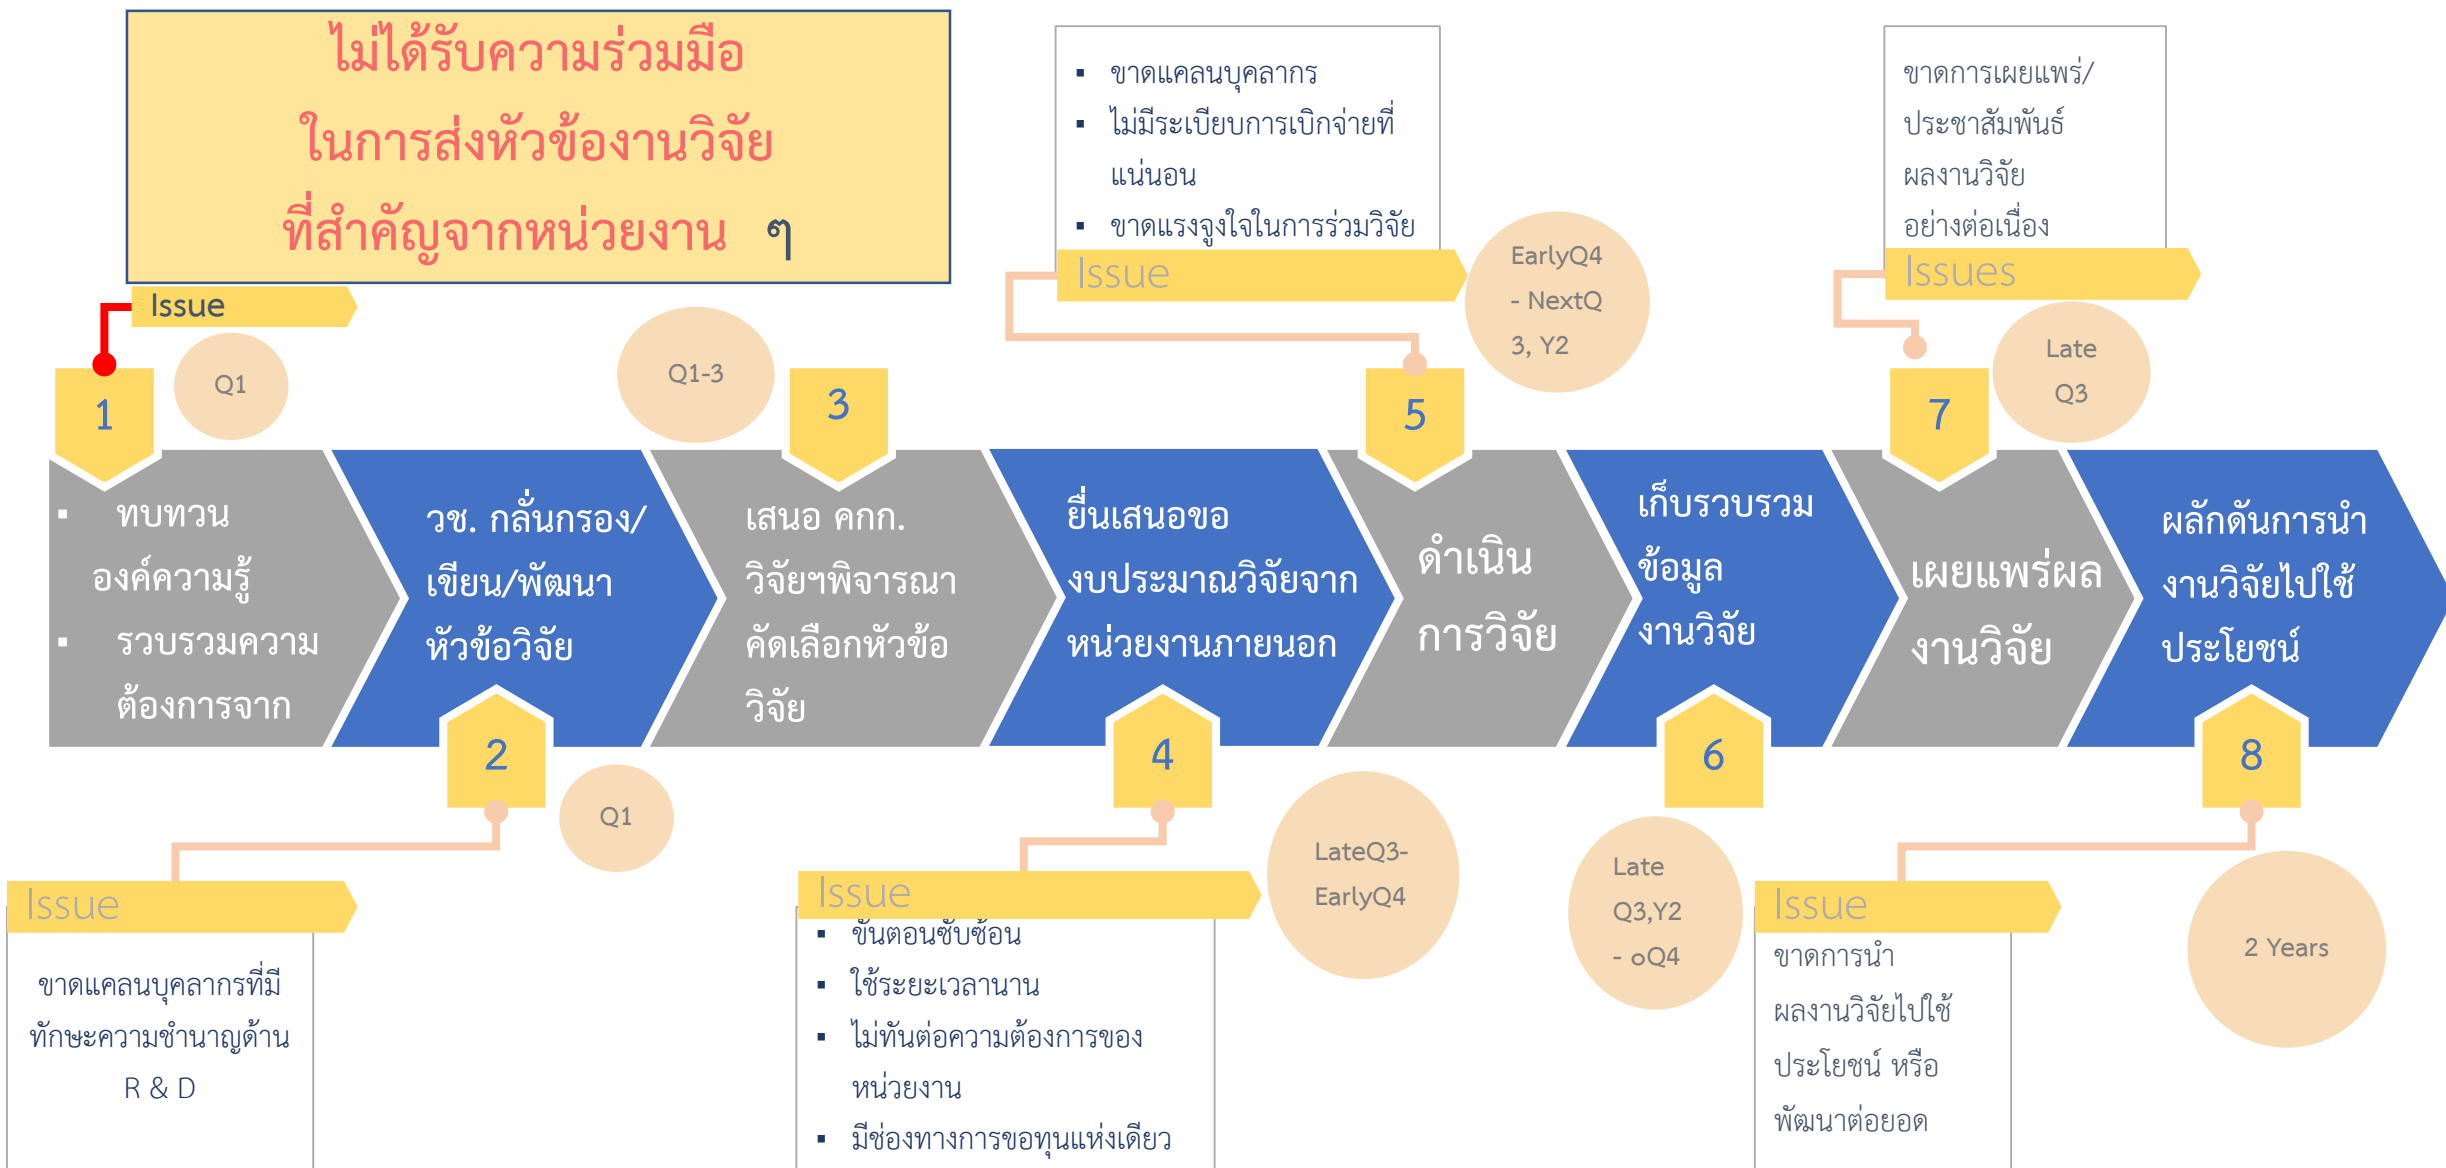 ไม่ได้รับความร่วมมือ
ในการส่งหัวข้องานวิจัย
ที่สำคัญจากหน่วยงาน ๆ
Issue
Q1
1
▪ ทบทวน
องค์ความรู้
▪ รวบรวมความ
ต้องการจาก
วช. กลั่นกรอง/
เขียน/พัฒนา
หัวข้อวิจัย
2
Q1
Issue
ขาดแคลนบุคลากรที่มี
ทักษะความชำนาญด้าน
R & D
Q1-3
3
เสนอ คกก.
วิจัยฯพิจารณา
คัดเลือกหัวข้อ
วิจัย
ยื่นเสนอขอ
งบประมาณวิจัยจาก
หน่วยงานภายนอก
4
LateQ3-
EarlyQ4
Issue
▪ ขั้นตอนซับซ้อน
▪ ใช้ระยะเวลานาน
▪ ไม่ทันต่อความต้องการของ
หน่วยงาน
▪ มีช่องทางการขอทุนแห่งเดียว
▪ ขาดแคลนบุคลากร
▪ ไม่มีระเบียบการเบิกจ่ายที่
แน่นอน
▪ ขาดแรงจูงใจในการร่วมวิจัย
Issue
EarlyQ4
- NextQ
3, Y2
5
ดำเนิน
การวิจัย
เก็บรวบรวม
ข้อมูล
งานวิจัย
6
Late
Q3,Y2
- ๐Q4
ขาดการเผยแพร่/
ประชาสัมพันธ์
ผลงานวิจัย
อย่างต่อเนื่อง
Issues
Late
Q3
7
เผยแพร่ผล
งานวิจัย
ผลักดันการนำ
งานวิจัยไปใช้
ประโยชน์
8
2 Years
Issue
ขาดการนำ
ผลงานวิจัยไปใช้
ประโยชน์ หรือ
พัฒนาต่อยอด